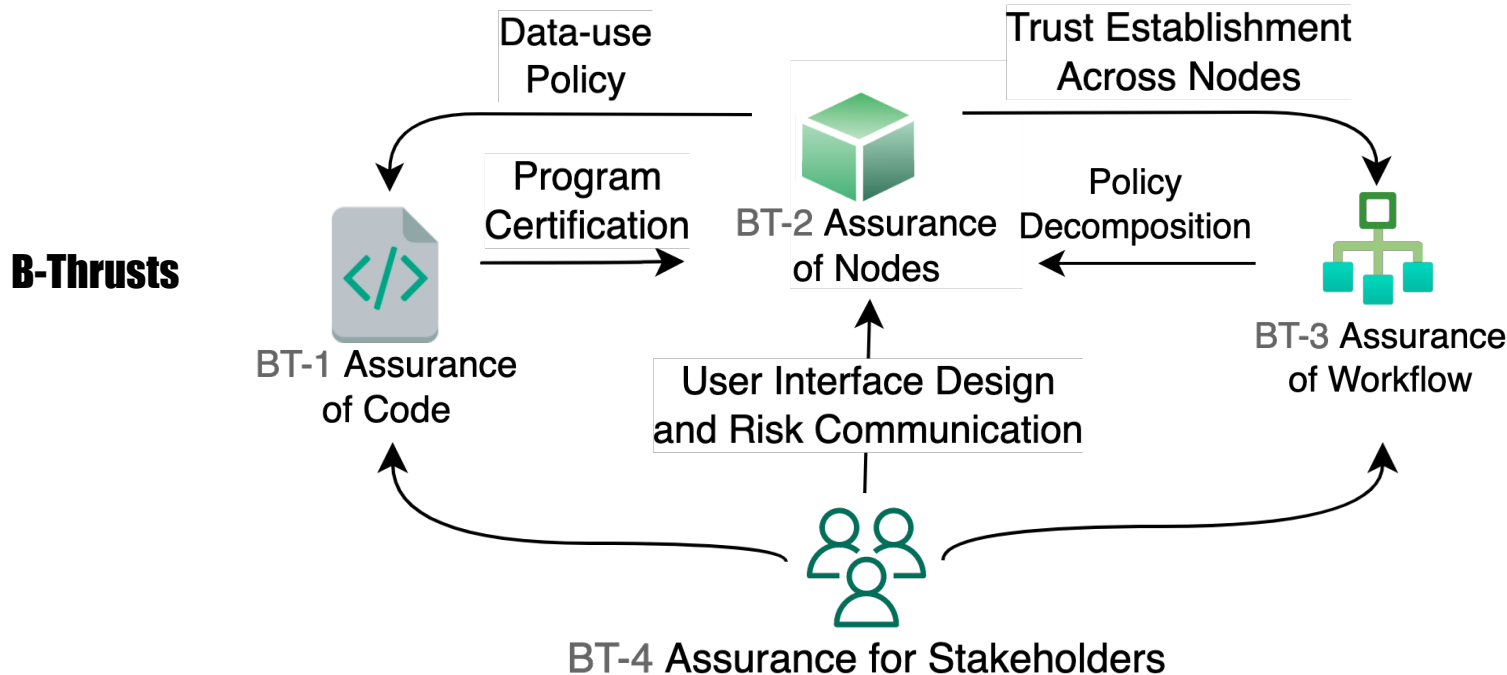 Data-use
Policy
Trust Establishment
Across Nodes
Program
Certification
Policy
Decomposition
BT-2 Assurance
of Nodes
B-Thrusts
</>
BT-1 Assurance
of Code
BT-3 Assurance
of Workflow
User Interface Design
and Risk Communication
BT-4 Assurance for Stakeholders